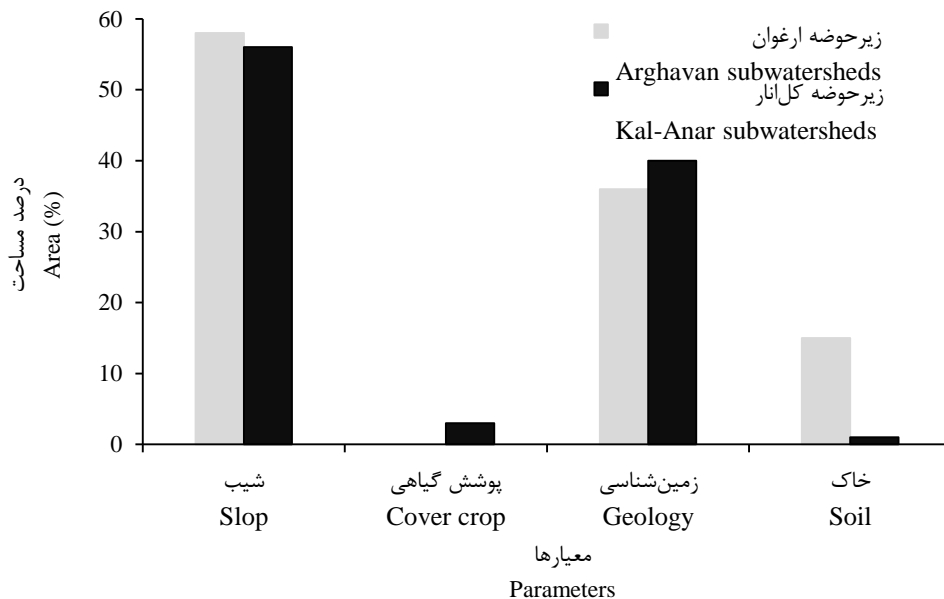 زیرحوضه ارغوان
Arghavan subwatersheds
زیرحوضه کل‌انار
Kal-Anar subwatersheds
درصد مساحت
Area (%)
60
50
40
30
20
10
0
شیب
Slop
پوشش گیاهی
Cover crop
زمین‌شناسی
Geology
خاک
Soil
معیارها
Parameters